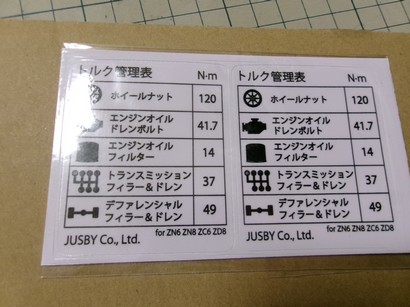 トルク管理表 N·m
ホイールナット 120
エンジンオイル
ドレンボルト 41.7
エンジンオイル
フィルター 14
トランスミッション
フィラー&ドレン 37
デファレンシャル
フィラー&ドレン 49
for ZN6 ZN8 ZC6 ZD8
JUSBY Co., Ltd.
トルク管理表 N·m
ホイールナット 120
エンジンオイル
ドレンボルト 41.7
エンジンオイル
フィルター 14
トランスミッション
フィラー&ドレン 37
デファレンシャル
フィラー&ドレン 49
for ZN6 ZN8 ZC6 ZD8
JUSBY Co., Ltd.